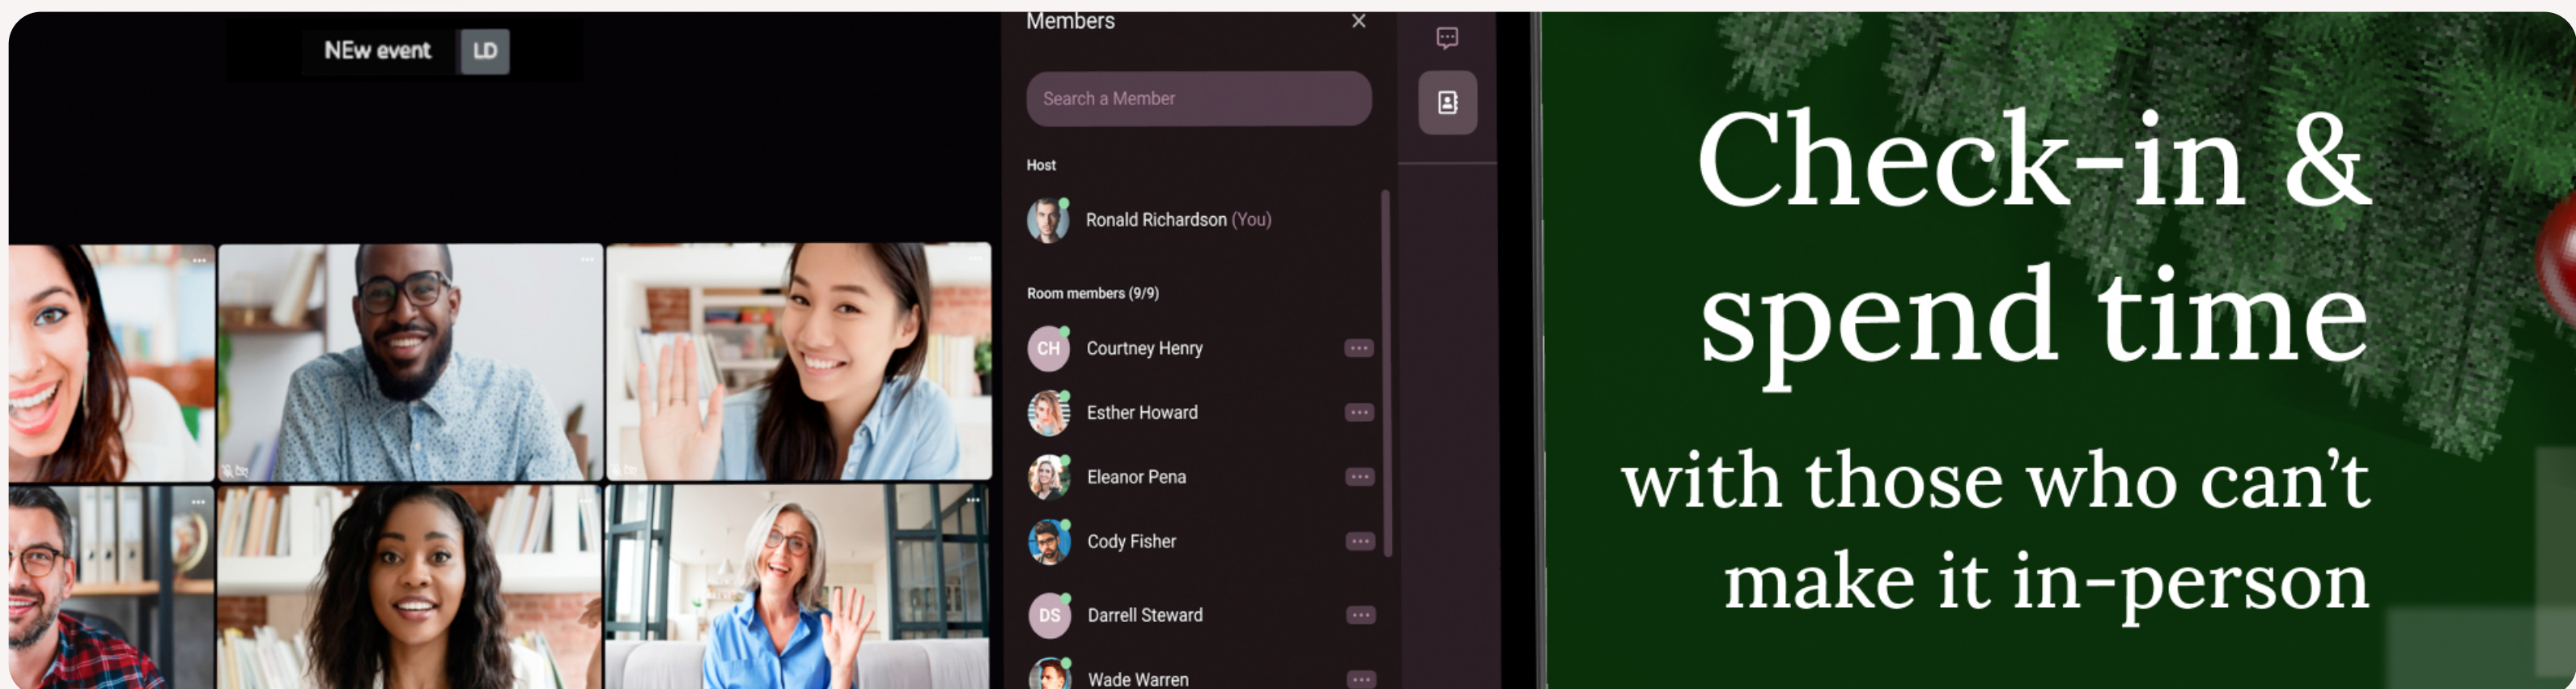 NEw event LD
Members
Search a Member
Host
Ronald Richardson (You)
Room members (9/9)
CH Courtney Henry
Esther Howard
Eleanor Pena
Cody Fisher
DS Darrell Steward
Wade Warren
Check-in &
spend time
with those who can’t
make it in-person